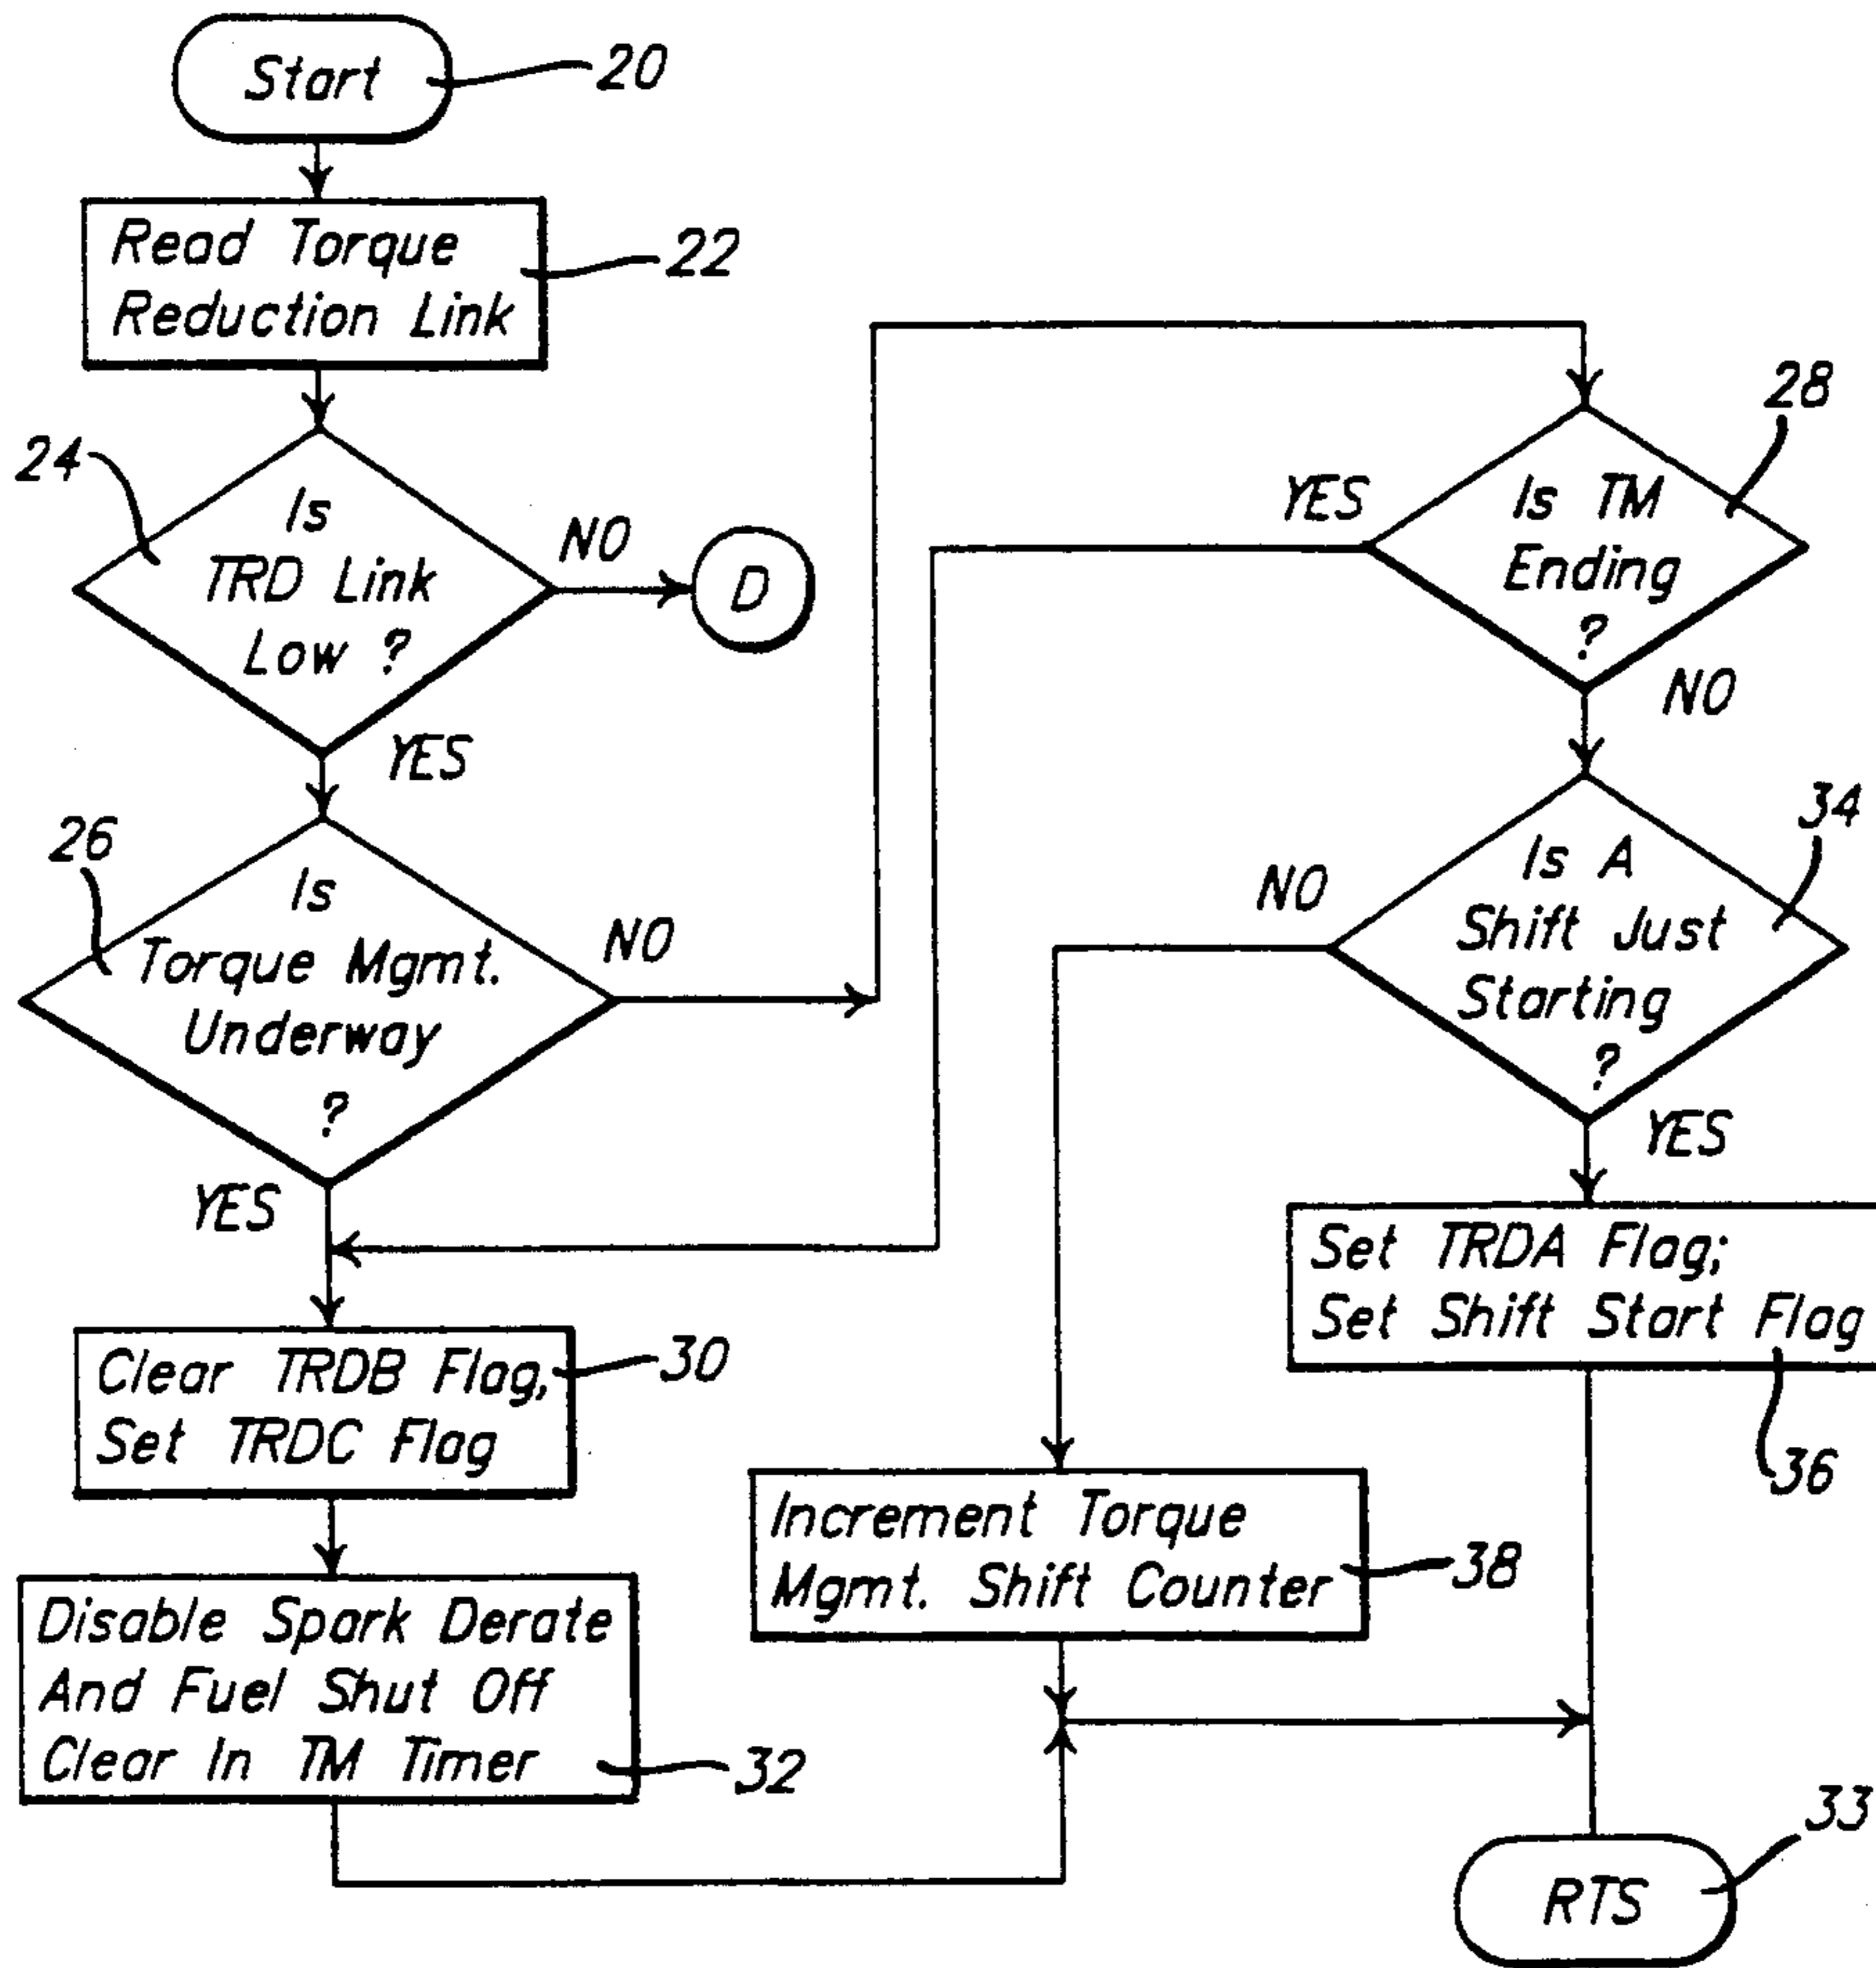 Start
20
Read Torque
Reduction Link
22
24
Is
TRD Link
Low ?
NO
D
YES
26
Is
Torque Mgmt.
Underway
?
NO
YES
28
Is TM
Ending
?
YES
NO
34
Is A
Shift Just
Starting
?
NO
YES
Set TRDA Flag;
Set Shift Start Flag
36
Clear TRDB Flag,
Set TRDC Flag
30
Increment Torque
Mgmt. Shift Counter
38
Disable Spark Derate
And Fuel Shut Off
Clear In TM Timer
32
33
RTS